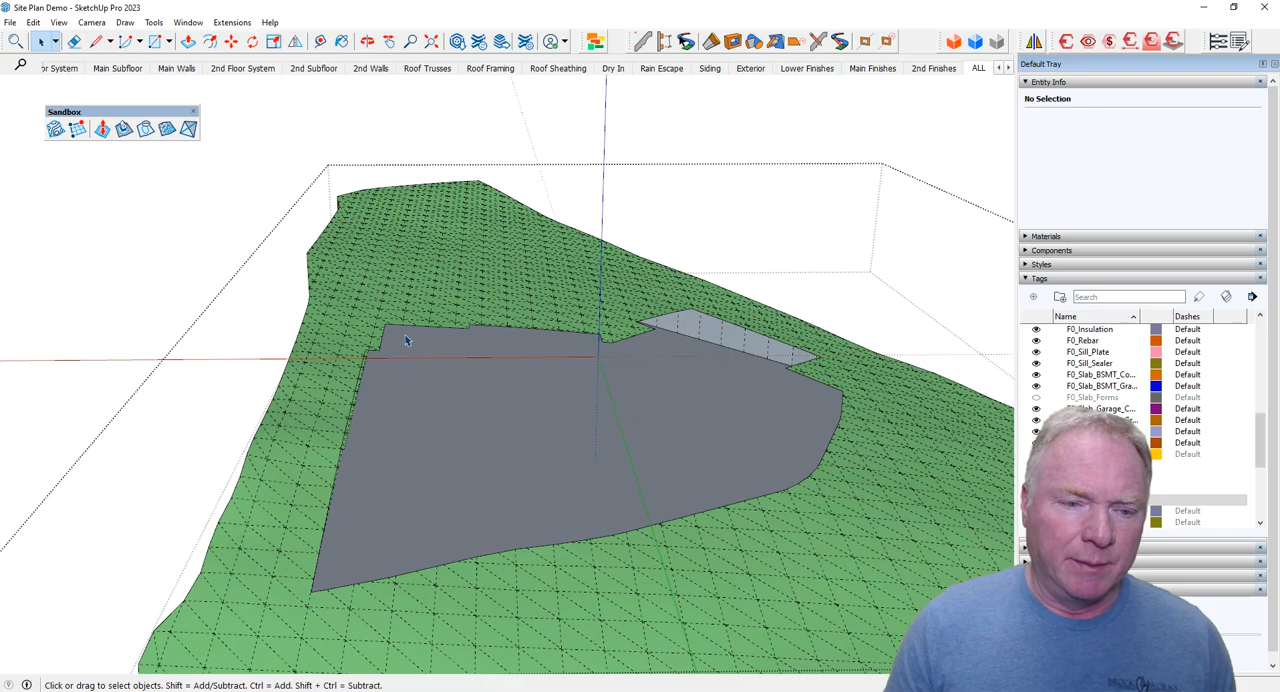 Site Plan Demo - SketchUp Pro 2023
File Edit View Camera Draw Tools Window Extensions Help
or System Main Subfloor Main Walls 2nd Floor System 2nd Subfloor 2nd Walls Roof Trusses Roof Framing Roof Sheathing Dry In Rain Escape Siding Exterior Lower Finishes Main Finishes 2nd Finishes ALL
Default Tray
Entity Info
No Selection
Sandbox
Materials
Components
Styles
Tags
Search
Name Dashes
F0_Insulation Default
F0_Rebar Default
F0_Sill_Plate Default
F0_Sill_Sealer Default
F0_Slab_BSMT_Co... Default
F0_Slab_BSMT_Gra... Default
F0_Slab_Forms Default
F0_Slab_Garage_C... Default
Default
Default
Default
Default
Default
Default
Click or drag to select objects. Shift = Add/Subtract. Ctrl = Add. Shift + Ctrl = Subtract.